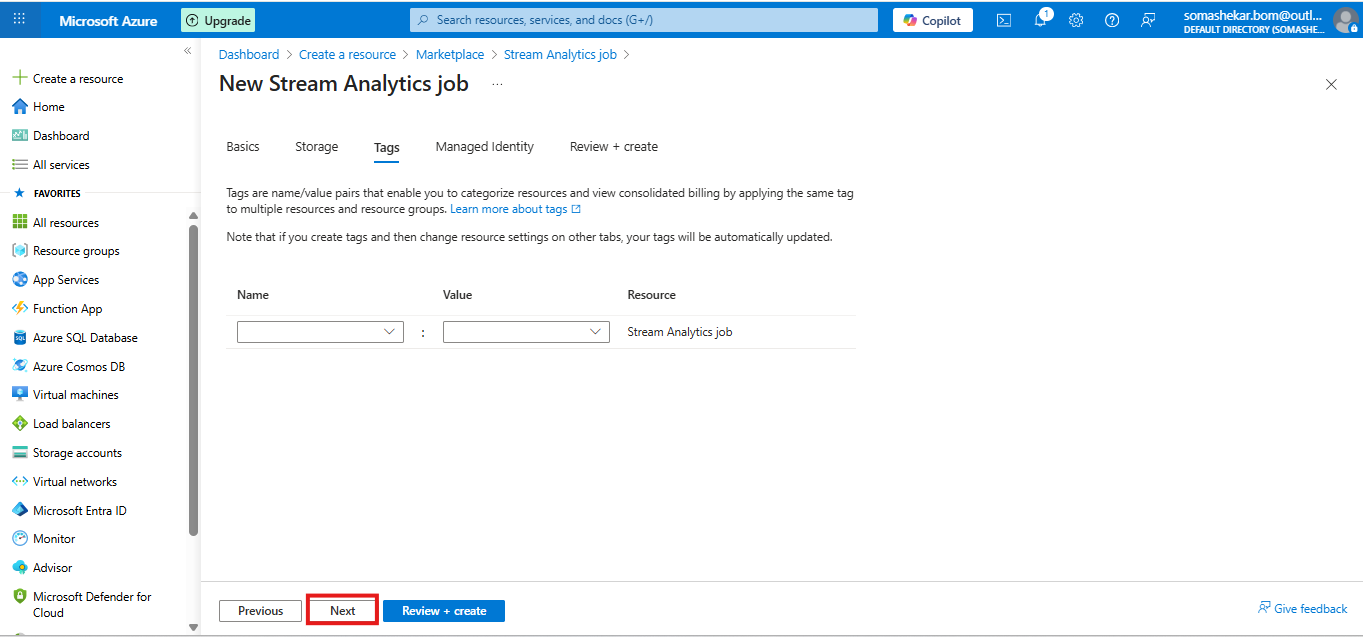 Microsoft Azure
Upgrade
Search resources, services, and docs (G+/)
Copilot
1
somashekar.bom@outl...
DEFAULT DIRECTORY (SOMASHE...
Create a resource
Home
Dashboard
All services
FAVORITES
All resources
Resource groups
App Services
Function App
Azure SQL Database
Azure Cosmos DB
Virtual machines
Load balancers
Storage accounts
Virtual networks
Microsoft Entra ID
Monitor
Advisor
Microsoft Defender for
Cloud
Dashboard > Create a resource > Marketplace > Stream Analytics job >
New Stream Analytics job ...
Basics Storage Tags Managed Identity Review + create
Tags are name/value pairs that enable you to categorize resources and view consolidated billing by applying the same tag
to multiple resources and resource groups. Learn more about tags
Note that if you create tags and then change resource settings on other tabs, your tags will be automatically updated.
Name Value Resource
: Stream Analytics job
Previous Next Review + create
Give feedback